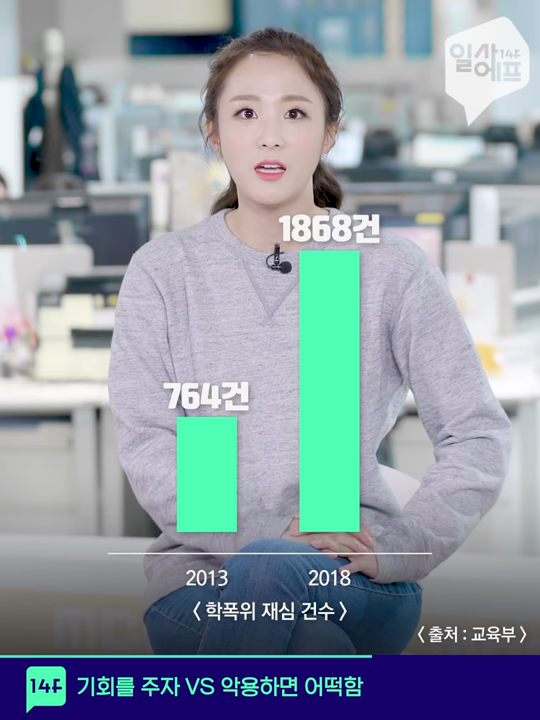 일사 14F
에프
1868건
764건
2013 2018
< 학폭위 재심 건수 >
< 출처 : 교육부 >
14F 기회를 주자 VS 악용하면 어떡함